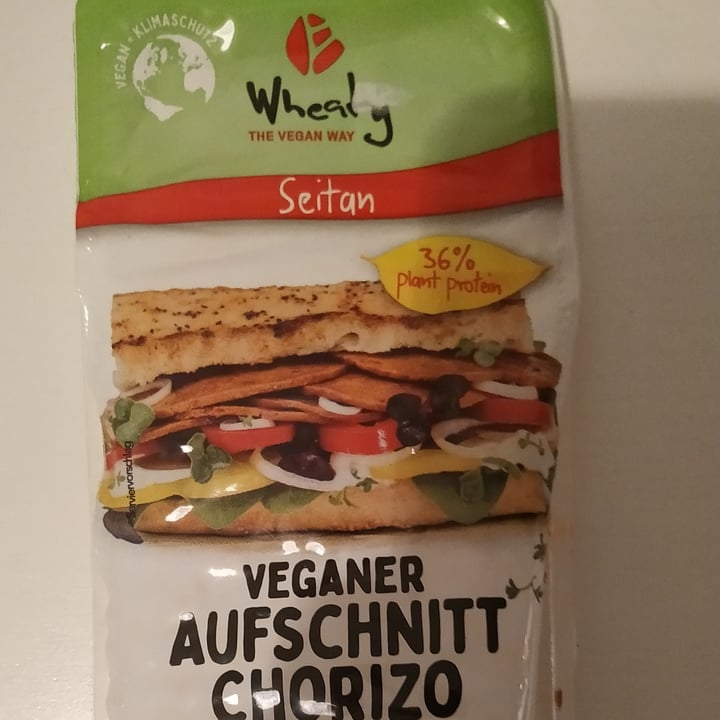 VEGAN - KLIMASCHUTZ
Wheaty
THE VEGAN WAY
Seitan
36%
plant protein
Serviervorschlag
VEGANER
AUFSCHNITT
CHORIZO